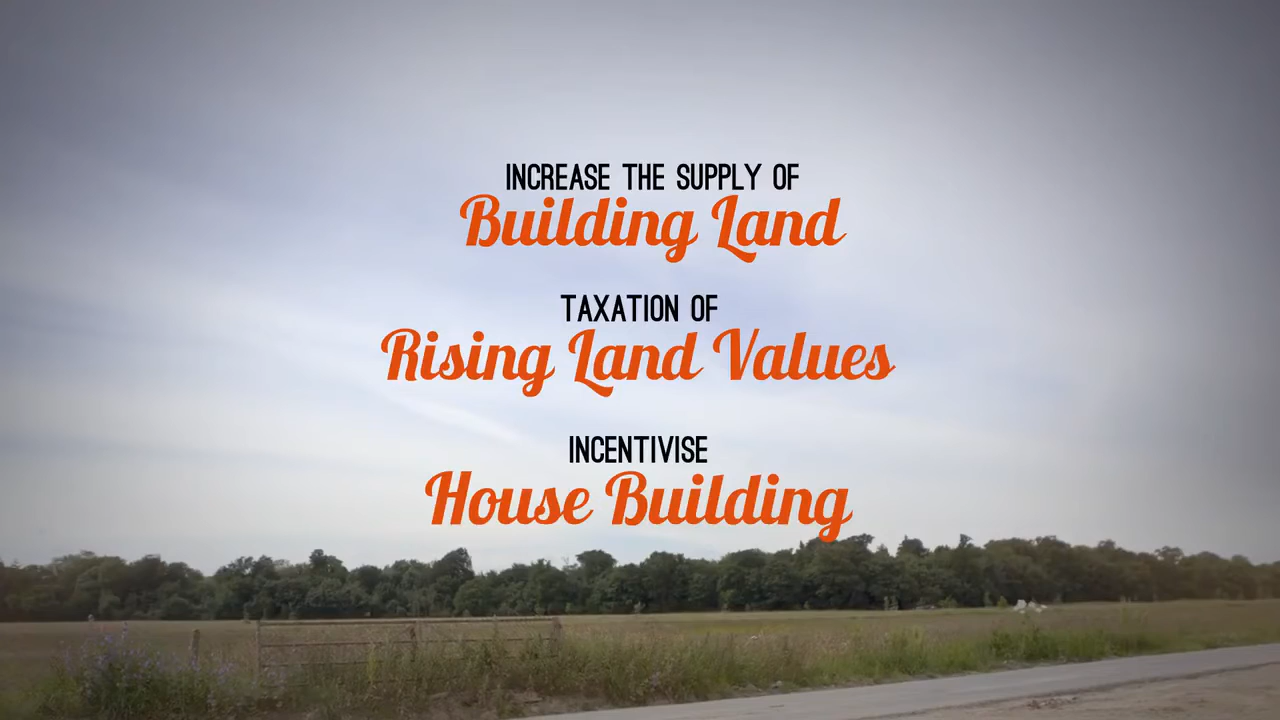 INCREASE THE SUPPLY OF
Building Land
TAXATION OF
Rising Land Values
INCENTIVISE
House Building